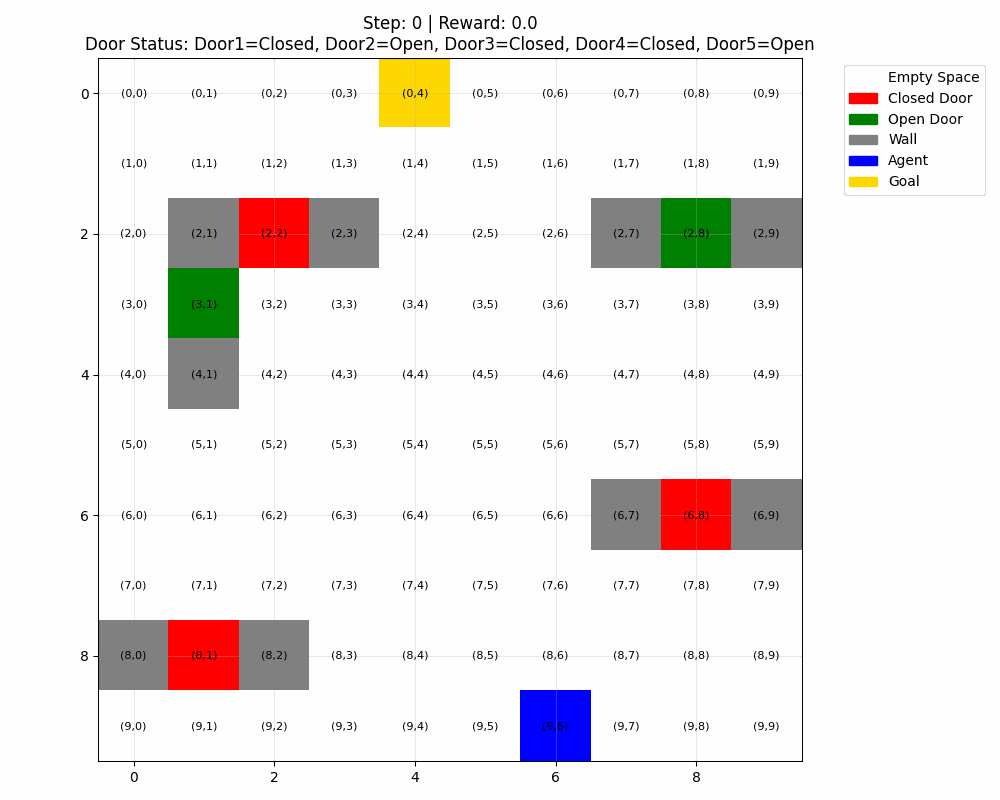 Step: 0 | Reward: 0.0
Door Status: Door1=Closed, Door2=Open, Door3=Closed, Door4=Closed, Door5=Open
0 (0,0) (0,1) (0,2) (0,3) (0,4) (0,5) (0,6) (0,7) (0,8) (0,9)
(1,0) (1,1) (1,2) (1,3) (1,4) (1,5) (1,6) (1,7) (1,8) (1,9)
2 (2,0) (2,1) (2,2) (2,3) (2,4) (2,5) (2,6) (2,7) (2,8) (2,9)
(3,0) (3,1) (3,2) (3,3) (3,4) (3,5) (3,6) (3,7) (3,8) (3,9)
4 (4,0) (4,1) (4,2) (4,3) (4,4) (4,5) (4,6) (4,7) (4,8) (4,9)
(5,0) (5,1) (5,2) (5,3) (5,4) (5,5) (5,6) (5,7) (5,8) (5,9)
6 (6,0) (6,1) (6,2) (6,3) (6,4) (6,5) (6,6) (6,7) (6,8) (6,9)
(7,0) (7,1) (7,2) (7,3) (7,4) (7,5) (7,6) (7,7) (7,8) (7,9)
8 (8,0) (8,1) (8,2) (8,3) (8,4) (8,5) (8,6) (8,7) (8,8) (8,9)
(9,0) (9,1) (9,2) (9,3) (9,4) (9,5) (9,6) (9,7) (9,8) (9,9)
0 2 4 6 8
Empty Space
Closed Door
Open Door
Wall
Agent
Goal